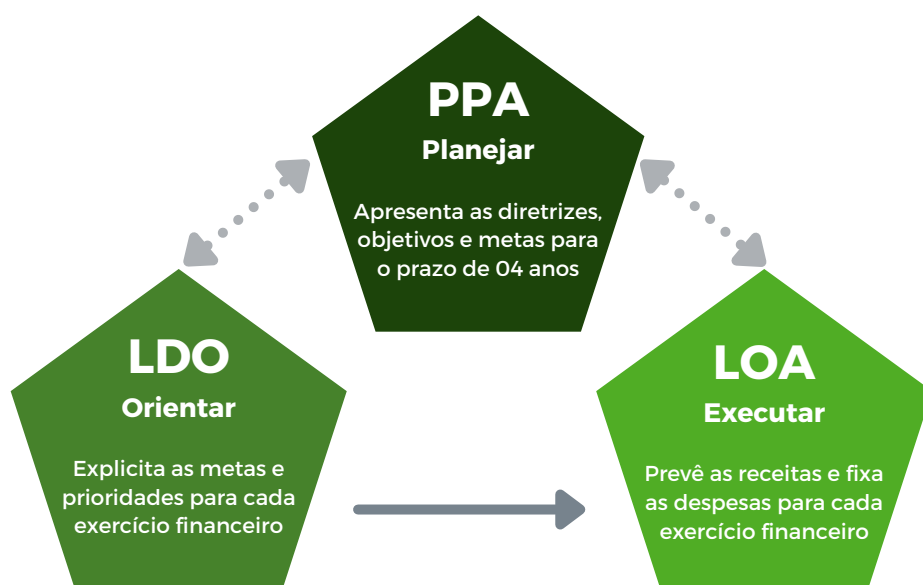 PPA
Planejar
Apresenta as diretrizes,
objetivos e metas para
o prazo de 04 anos
LDO
Orientar
Explicita as metas e
prioridades para cada
exercício financeiro
LOA
Executar
Prevê as receitas e fixa
as despesas para cada
exercício financeiro